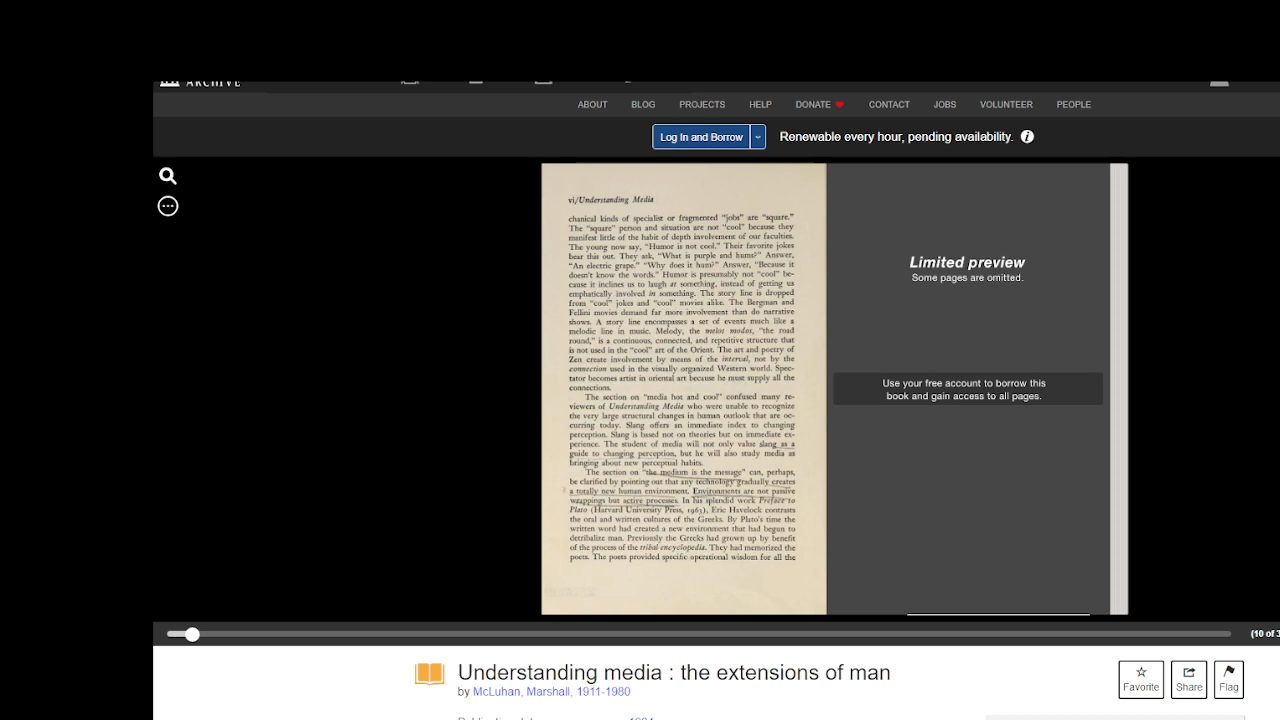 ARCHIVE
ABOUT BLOG PROJECTS HELP DONATE CONTACT JOBS VOLUNTEER PEOPLE
Log In and Borrow Renewable every hour, pending availability.
vi/Understanding Media
chanical kinds of specialist or fragmented "jobs" are "square."
The "square" person and situation are not "cool" because they
manifest little of the habit of depth involvement of our faculties.
The young now say, "Humor is not cool." Their favorite jokes
bear this out. They ask, "What is purple and hums?" Answer,
"An electric grape." "Why does it hum?" Answer, "Because it
doesn't know the words." Humor is presumably not "cool" be-
cause it inclines us to laugh at something, instead of getting us
emphatically involved in something. The story line is dropped
from "cool" jokes and "cool" movies alike. The Bergman and
Fellini movies demand far more involvement than do narrative
shows. A story line encompasses a set of events much like a
melodic line in music. Melody, the melos modos, "the road
round," is a continuous, connected, and repetitive structure that
is not used in the "cool" art of the Orient. The art and poetry of
Zen create involvement by means of the interval, not by the
connection used in the visually organized Western world. Spec-
tator becomes artist in oriental art because he must supply all the
connections.
The section on "media hot and cool" confused many re-
viewers of Understanding Media who were unable to recognize
the very large structural changes in human outlook that are oc-
curring today. Slang offers an immediate index to changing
perception. Slang is based not on theories but on immediate ex-
perience. The student of media will not only value slang as a
guide to changing perception, but he will also study media as
bringing about new perceptual habits.
The section on "the medium is the message" can, perhaps,
be clarified by pointing out that any technology gradually creates
a totally new human environment. Environments are not passive
wrappings but active processes. In his splendid work Preface to
Plato (Harvard University Press, 1963), Eric Havelock contrasts
the oral and written cultures of the Greeks. By Plato's time the
written word had created a new environment that had begun to
detribalize man. Previously the Greeks had grown up by benefit
of the process of the tribal encyclopedia. They had memorized the
poets. The poets provided specific operational wisdom for all the
Limited preview
Some pages are omitted.
Use your free account to borrow this
book and gain access to all pages.
(10 of 3
Understanding media : the extensions of man
by McLuhan, Marshall, 1911-1980
Favorite Share Flag